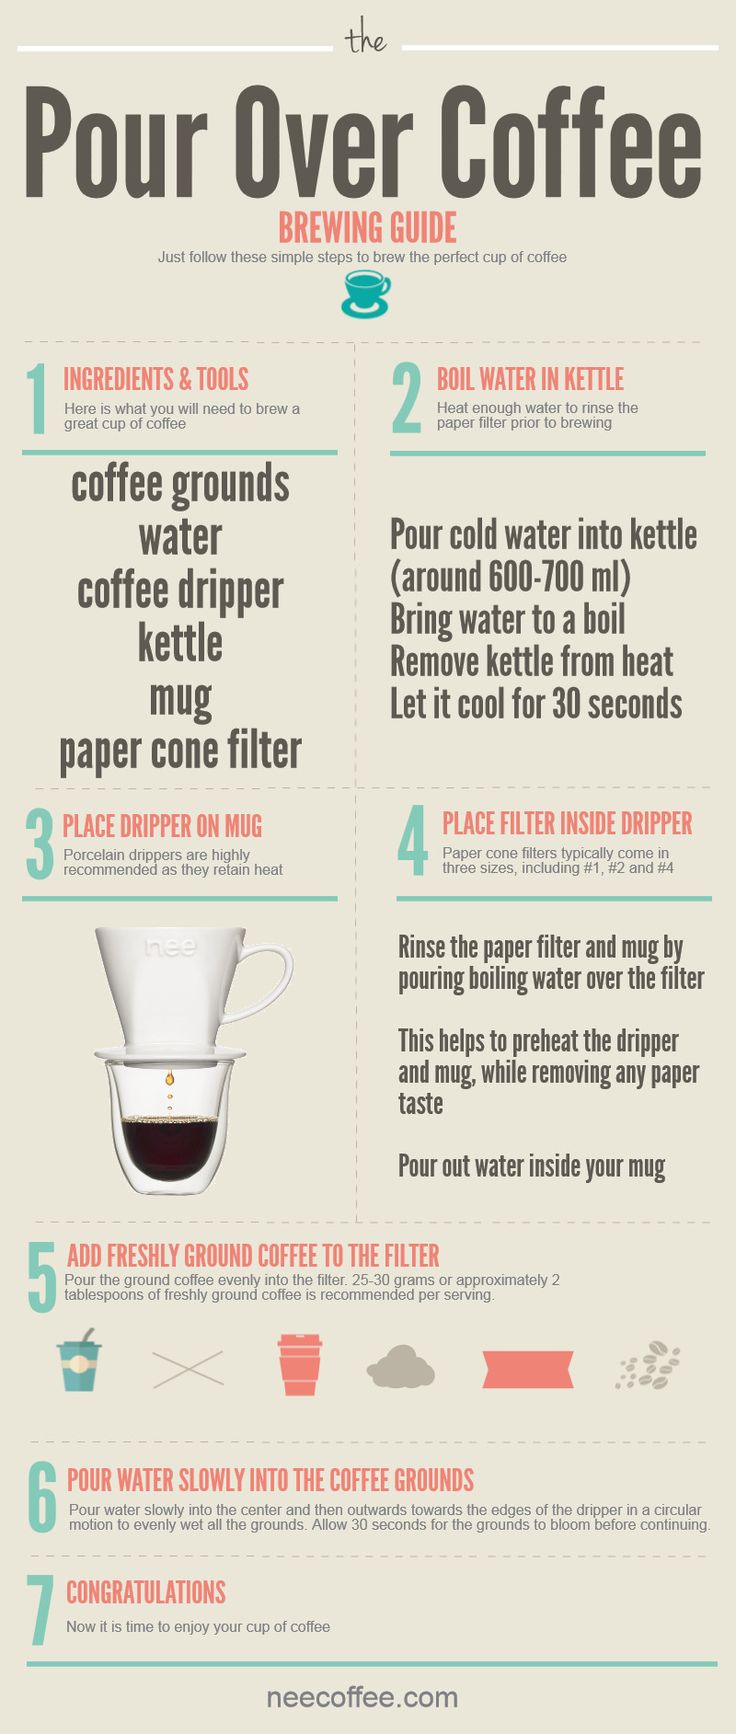 the
Pour Over Coffee
BREWING GUIDE
Just follow these simple steps to brew the perfect cup of coffee
1
INGREDIENTS & TOOLS
Here is what you will need to brew a
great cup of coffee
coffee grounds
water
coffee dripper
kettle
mug
paper cone filter
2
BOIL WATER IN KETTLE
Heat enough water to rinse the
paper filter prior to brewing
Pour cold water into kettle
(around 600-700 ml)
Bring water to a boil
Remove kettle from heat
Let it cool for 30 seconds
3
PLACE DRIPPER ON MUG
Porcelain drippers are highly
recommended as they retain heat
nee
4
PLACE FILTER INSIDE DRIPPER
Paper cone filters typically come in
three sizes, including #1, #2 and #4
Rinse the paper filter and mug by
pouring boiling water over the filter
This helps to preheat the dripper
and mug, while removing any paper
taste
Pour out water inside your mug
5
ADD FRESHLY GROUND COFFEE TO THE FILTER
Pour the ground coffee evenly into the filter. 25-30 grams or approximately 2
tablespoons of freshly ground coffee is recommended per serving.
6
POUR WATER SLOWLY INTO THE COFFEE GROUNDS
Pour water slowly into the center and then outwards towards the edges of the dripper in a circular
motion to evenly wet all the grounds. Allow 30 seconds for the grounds to bloom before continuing.
7
CONGRATULATIONS
Now it is time to enjoy your cup of coffee
neecoffee.com